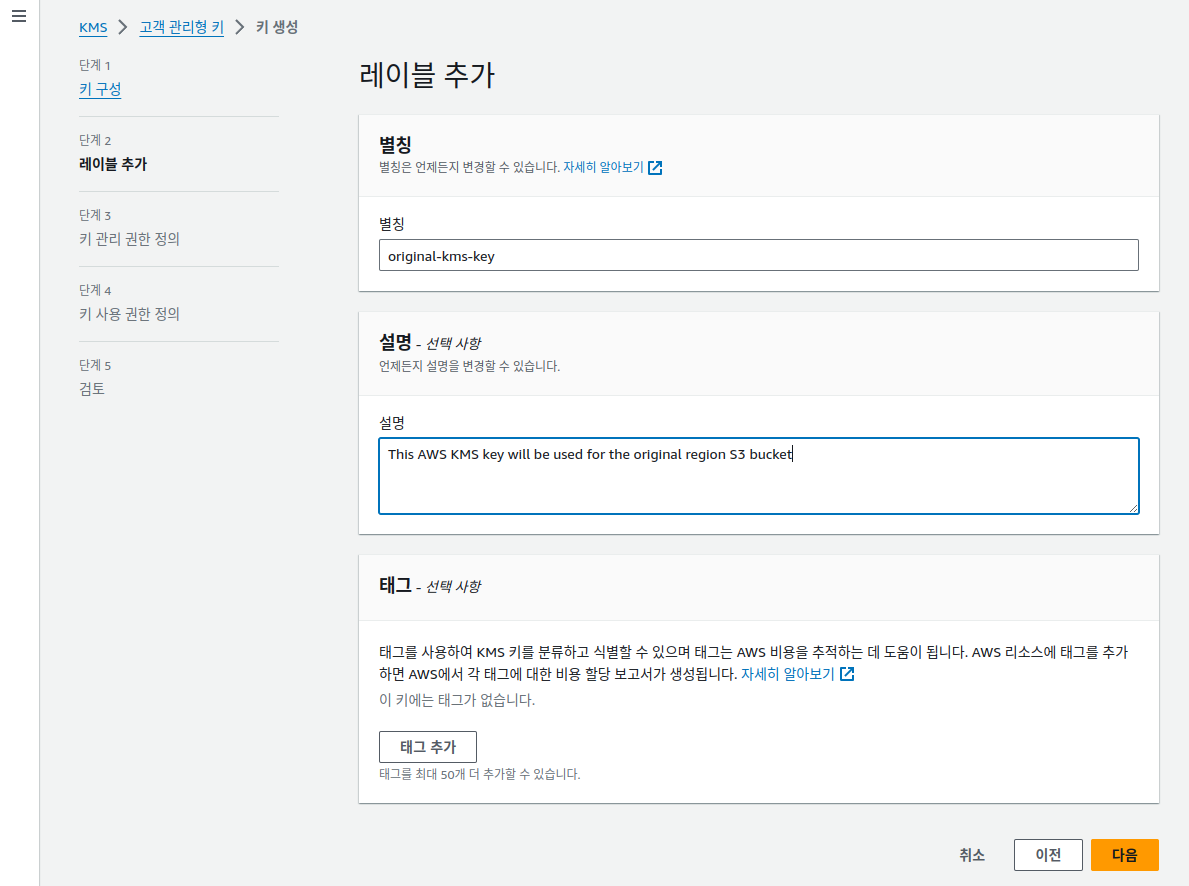 KMS > 고객 관리형 키 > 키 생성
단계 1
키 구성
단계 2
레이블 추가
단계 3
키 관리 권한 정의
단계 4
키 사용 권한 정의
단계 5
검토
레이블 추가
별칭
별칭은 언제든지 변경할 수 있습니다. 자세히 알아보기
별칭
original-kms-key
설명 - 선택 사항
언제든지 설명을 변경할 수 있습니다.
설명
This AWS KMS key will be used for the original region S3 bucket
태그 - 선택 사항
태그를 사용하여 KMS 키를 분류하고 식별할 수 있으며 태그는 AWS 비용을 추적하는 데 도움이 됩니다. AWS 리소스에 태그를 추가
하면 AWS에서 각 태그에 대한 비용 할당 보고서가 생성됩니다. 자세히 알아보기
이 키에는 태그가 없습니다.
태그 추가
태그를 최대 50개 더 추가할 수 있습니다.
취소 이전 다음